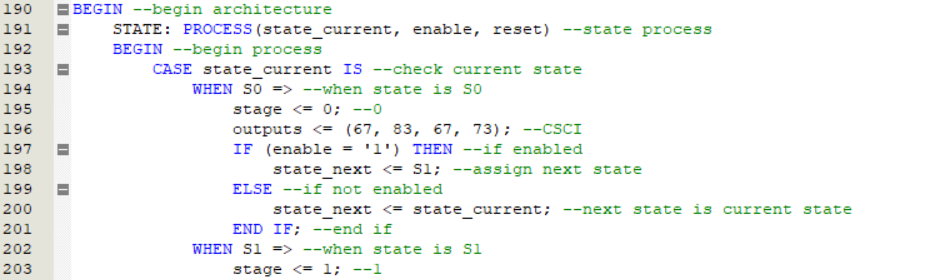 190 BEGIN --begin architecture
191 STATE: PROCESS(state_current, enable, reset) --state process
192 BEGIN --begin process
193 CASE state_current IS --check current state
194 WHEN S0 => --when state is S0
195 stage <= 0; --0
196 outputs <= (67, 83, 67, 73); --CSCI
197 IF (enable = '1') THEN --if enabled
198 state_next <= S1; --assign next state
199 ELSE --if not enabled
200 state_next <= state_current; --next state is current state
201 END IF; --end if
202 WHEN S1 => --when state is S1
203 stage <= 1; --1